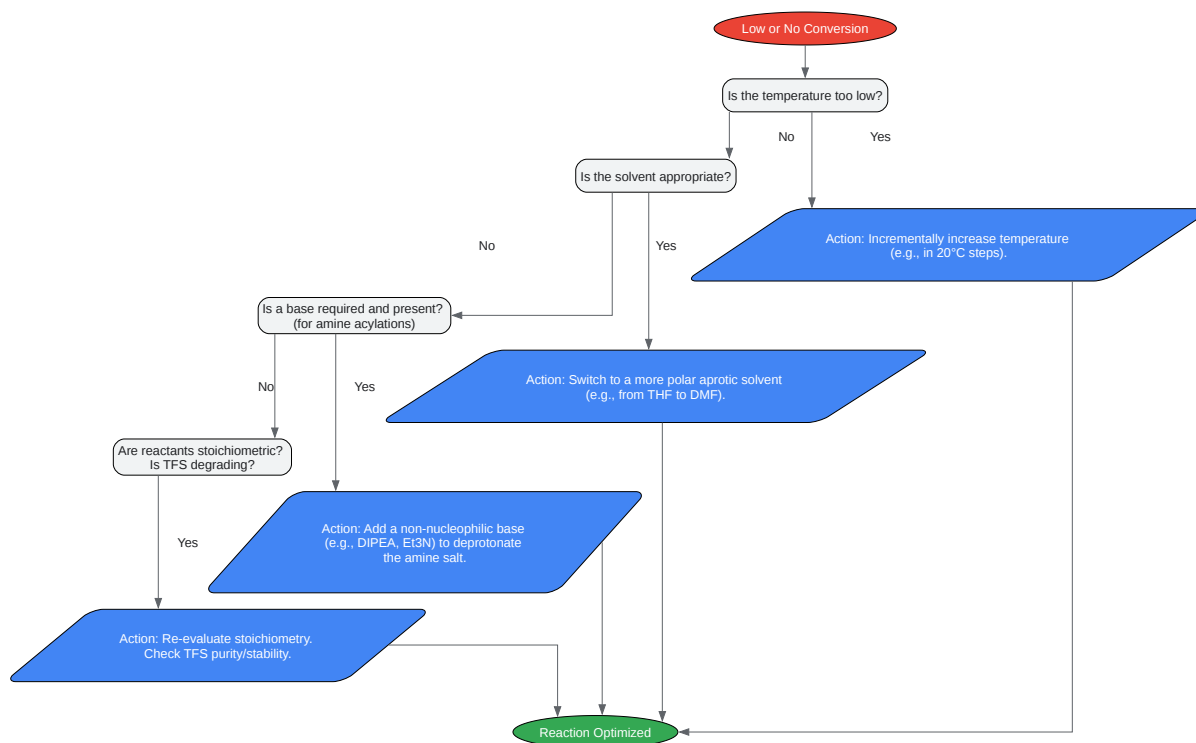 Low or No Conversion
Is the temperature too low?
No
Yes
Is the solvent appropriate?
Action: Incrementally increase temperature
(e.g., in 20°C steps).
No
Yes
Is a base required and present?
(for amine acylations)
Action: Switch to a more polar aprotic solvent
(e.g., from THF to DMF).
No
Yes
Are reactants stoichiometric?
Is TFS degrading?
Action: Add a non-nucleophilic base
(e.g., DIPEA, Et3N) to deprotonate
the amine salt.
Yes
Action: Re-evaluate stoichiometry.
Check TFS purity/stability.
Reaction Optimized